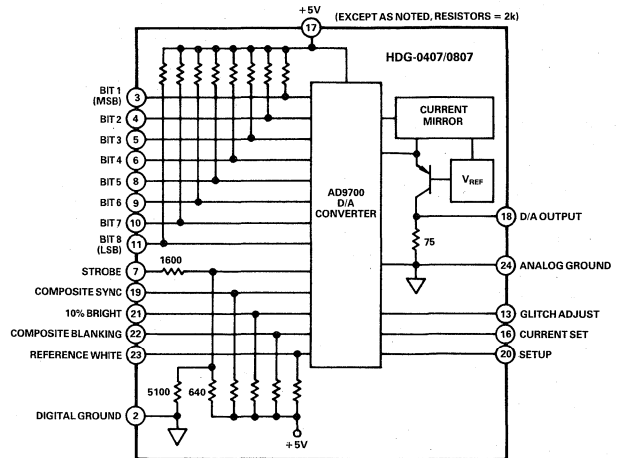 +5V
(EXCEPT AS NOTED, RESISTORS = 2k)
17
HDG-0407/0807
BIT 1
(MSB)
3
BIT 2
4
BIT 3
5
BIT 4
6
BIT 5
8
BIT 6
9
BIT 7
10
BIT 8
(LSB)
11
STROBE
7
1600
COMPOSITE SYNC
19
10% BRIGHT
21
COMPOSITE BLANKING
22
REFERENCE WHITE
23
5100
640
DIGITAL GROUND
2
+5V
AD9700
D/A
CONVERTER
CURRENT
MIRROR
VREF
75
18
D/A OUTPUT
24
ANALOG GROUND
13
GLITCH ADJUST
16
CURRENT SET
20
SETUP